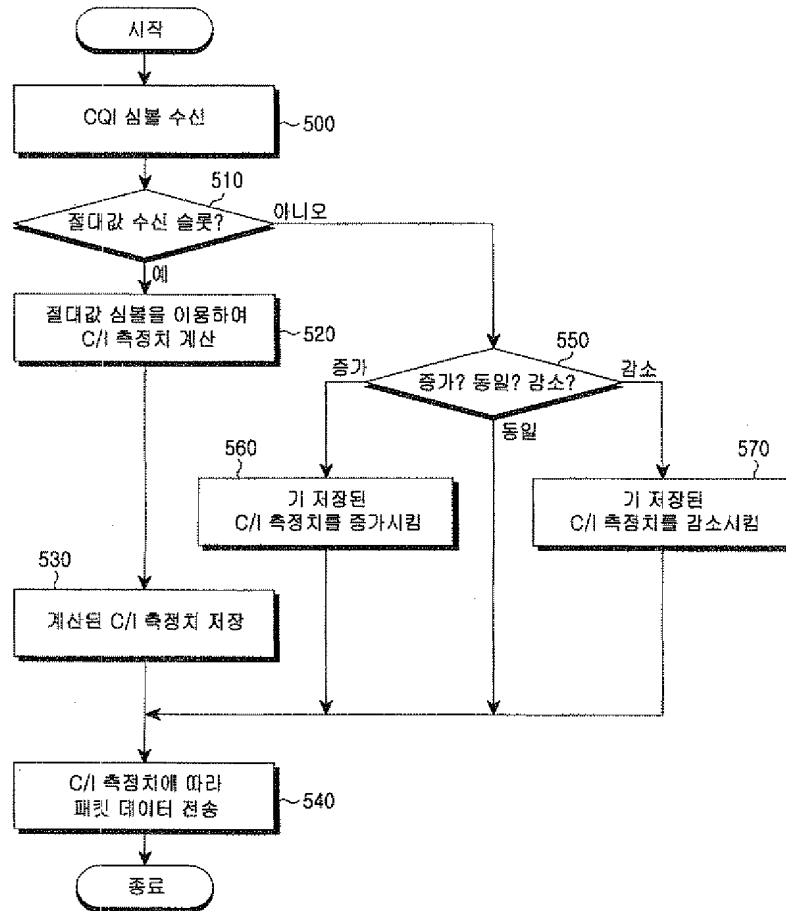 시작
CQI 심볼 수신
500
510
절대값 수신 슬롯?
아니오
예
절대값 심볼을 이용하여
C/I 측정치 계산
520
550
증가
증가? 동일? 감소?
감소
동일
560
기 저장된
C/I 측정치를 증가시킴
570
기 저장된
C/I 측정치를 감소시킴
530
계산된 C/I 측정치 저장
C/I 측정치에 따라
패킷 데이터 전송
540
종료